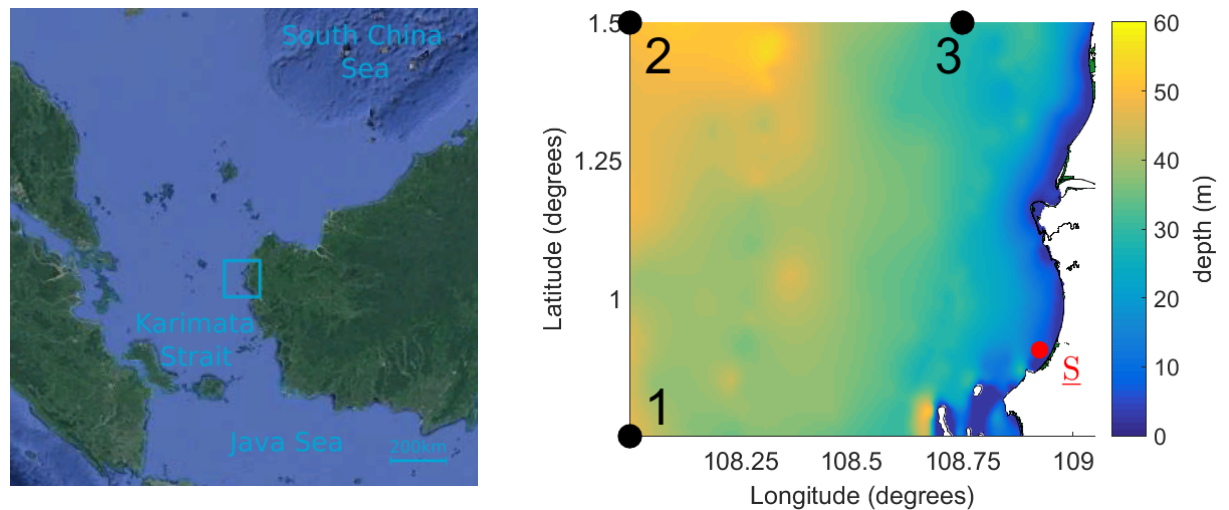 South China
Sea
Karimata
Strait
Java Sea
200km
1.5
1.25
1
Latitude (degrees)
2
3
1
S
108.25
108.5
108.75
109
Longitude (degrees)
60
50
40
30
20
10
0
depth (m)